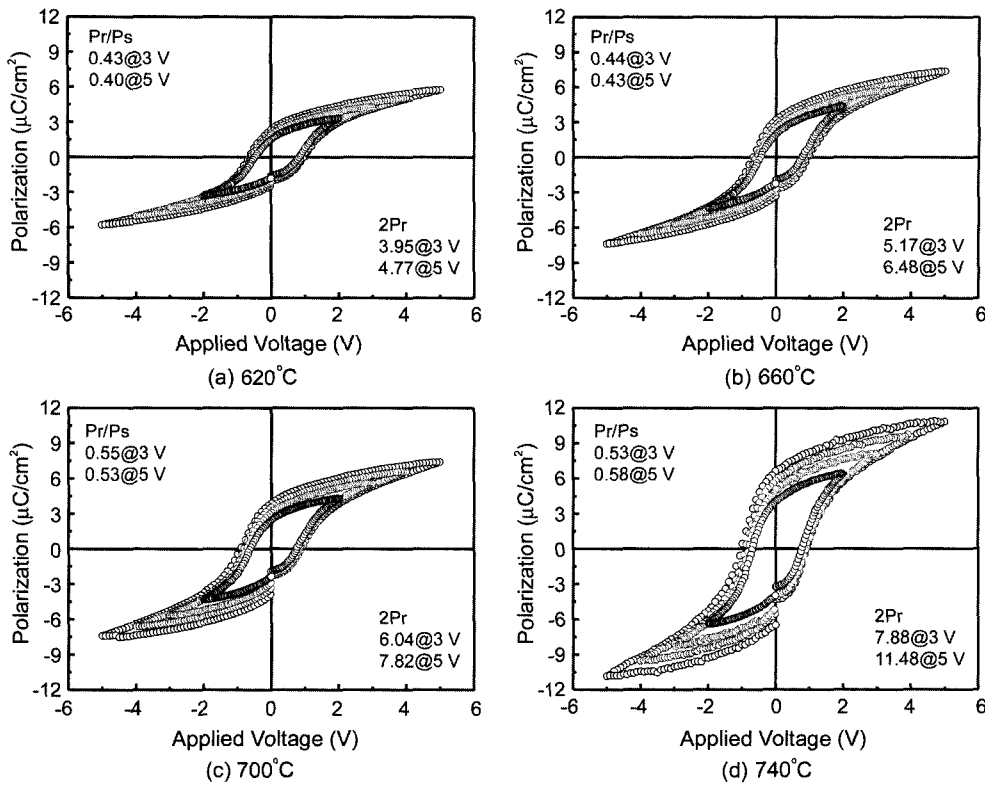 12
9
6
3
0
-3
-6
-9
-12
Polarization (μC/cm²)
Pr/Ps
0.43@3 V
0.40@5 V
2Pr
3.95@3 V
4.77@5 V
-6 -4 -2 0 2 4 6
Applied Voltage (V)
(a) 620°C
12
9
6
3
0
-3
-6
-9
-12
Polarization (μC/cm²)
Pr/Ps
0.44@3 V
0.43@5 V
2Pr
5.17@3 V
6.48@5 V
-6 -4 -2 0 2 4 6
Applied Voltage (V)
(b) 660°C
12
9
6
3
0
-3
-6
-9
-12
Polarization (μC/cm²)
Pr/Ps
0.55@3 V
0.53@5 V
2Pr
6.04@3 V
7.82@5 V
-6 -4 -2 0 2 4 6
Applied Voltage (V)
(c) 700°C
12
9
6
3
0
-3
-6
-9
-12
Polarization (μC/cm²)
Pr/Ps
0.53@3 V
0.58@5 V
2Pr
7.88@3 V
11.48@5 V
-6 -4 -2 0 2 4 6
Applied Voltage (V)
(d) 740°C